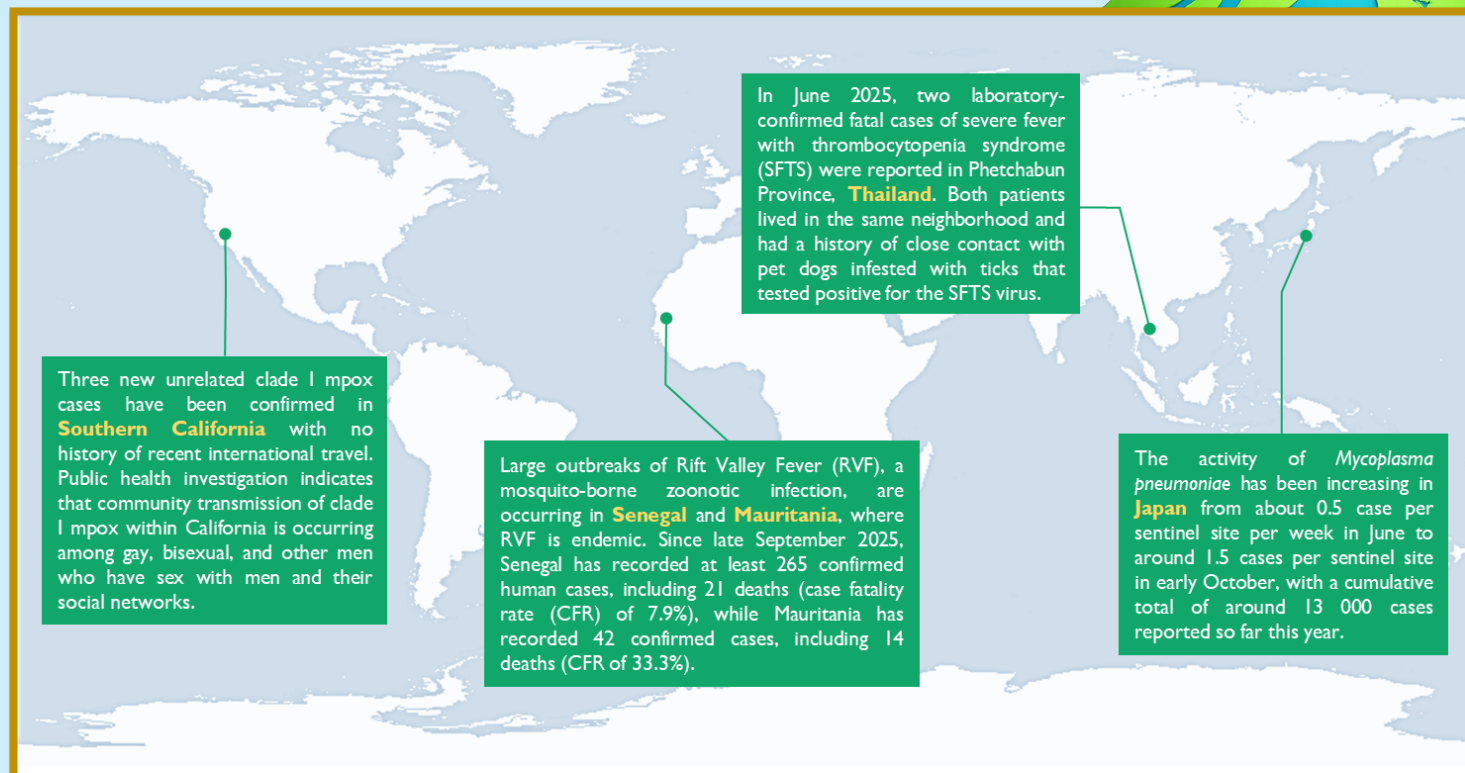 In June 2025, two laboratory-
confirmed fatal cases of severe fever
with thrombocytopenia syndrome
(SFTS) were reported in Phetchabun
Province, Thailand. Both patients
lived in the same neighborhood and
had a history of close contact with
pet dogs infested with ticks that
tested positive for the SFTS virus.
Three new unrelated clade I mpox
cases have been confirmed in
Southern California with no
history of recent international travel.
Public health investigation indicates
that community transmission of clade
I mpox within California is occurring
among gay, bisexual, and other men
who have sex with men and their
social networks.
Large outbreaks of Rift Valley Fever (RVF), a
mosquito-borne zoonotic infection, are
occurring in Senegal and Mauritania, where
RVF is endemic. Since late September 2025,
Senegal has recorded at least 265 confirmed
human cases, including 21 deaths (case fatality
rate (CFR) of 7.9%), while Mauritania has
recorded 42 confirmed cases, including 14
deaths (CFR of 33.3%).
The activity of Mycoplasma
pneumoniae has been increasing in
Japan from about 0.5 case per
sentinel site per week in June to
around 1.5 cases per sentinel site
in early October, with a cumulative
total of around 13 000 cases
reported so far this year.